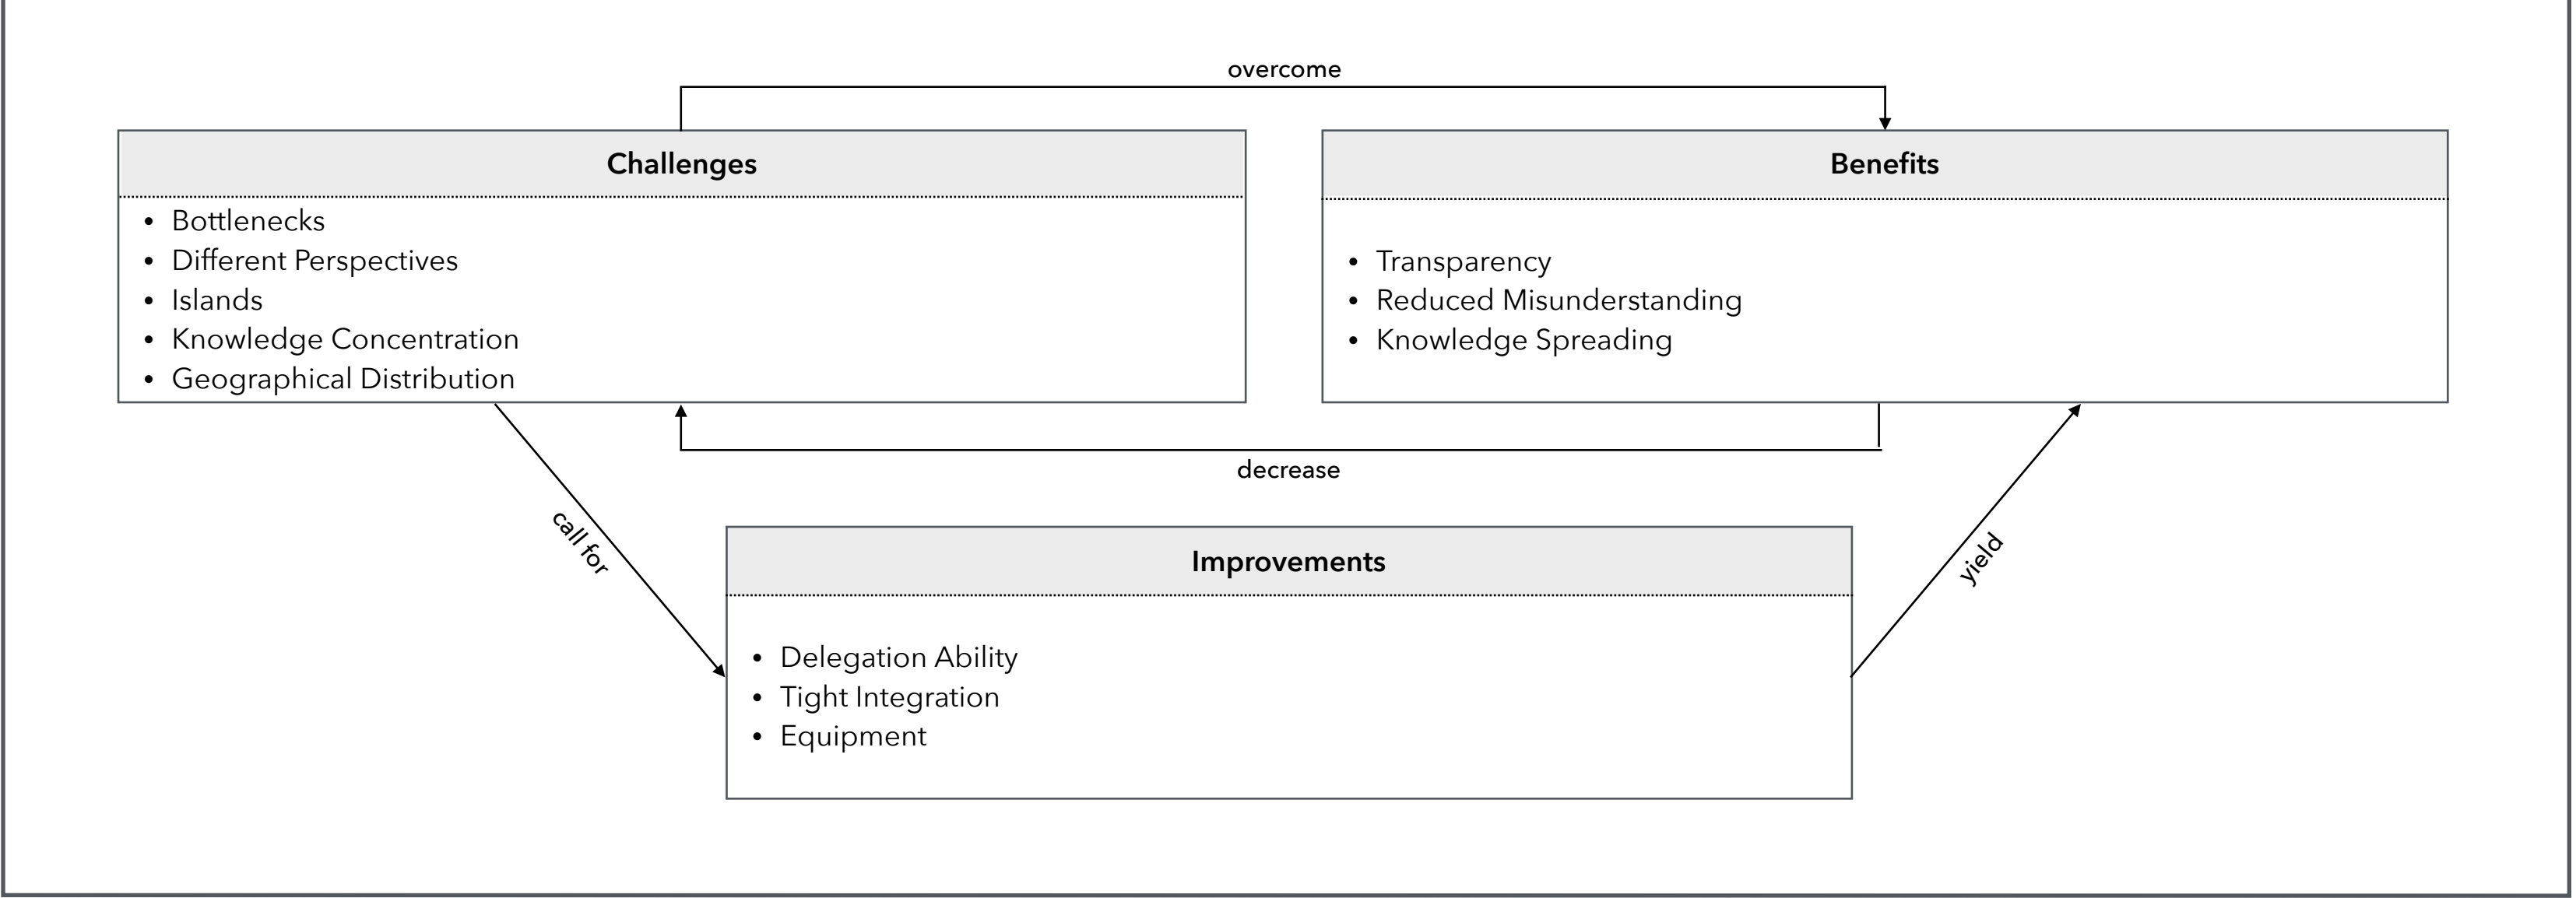 overcome
Challenges
• Bottlenecks
• Different Perspectives
• Islands
• Knowledge Concentration
• Geographical Distribution
Benefits
• Transparency
• Reduced Misunderstanding
• Knowledge Spreading
decrease
call for
yield
Improvements
• Delegation Ability
• Tight Integration
• Equipment